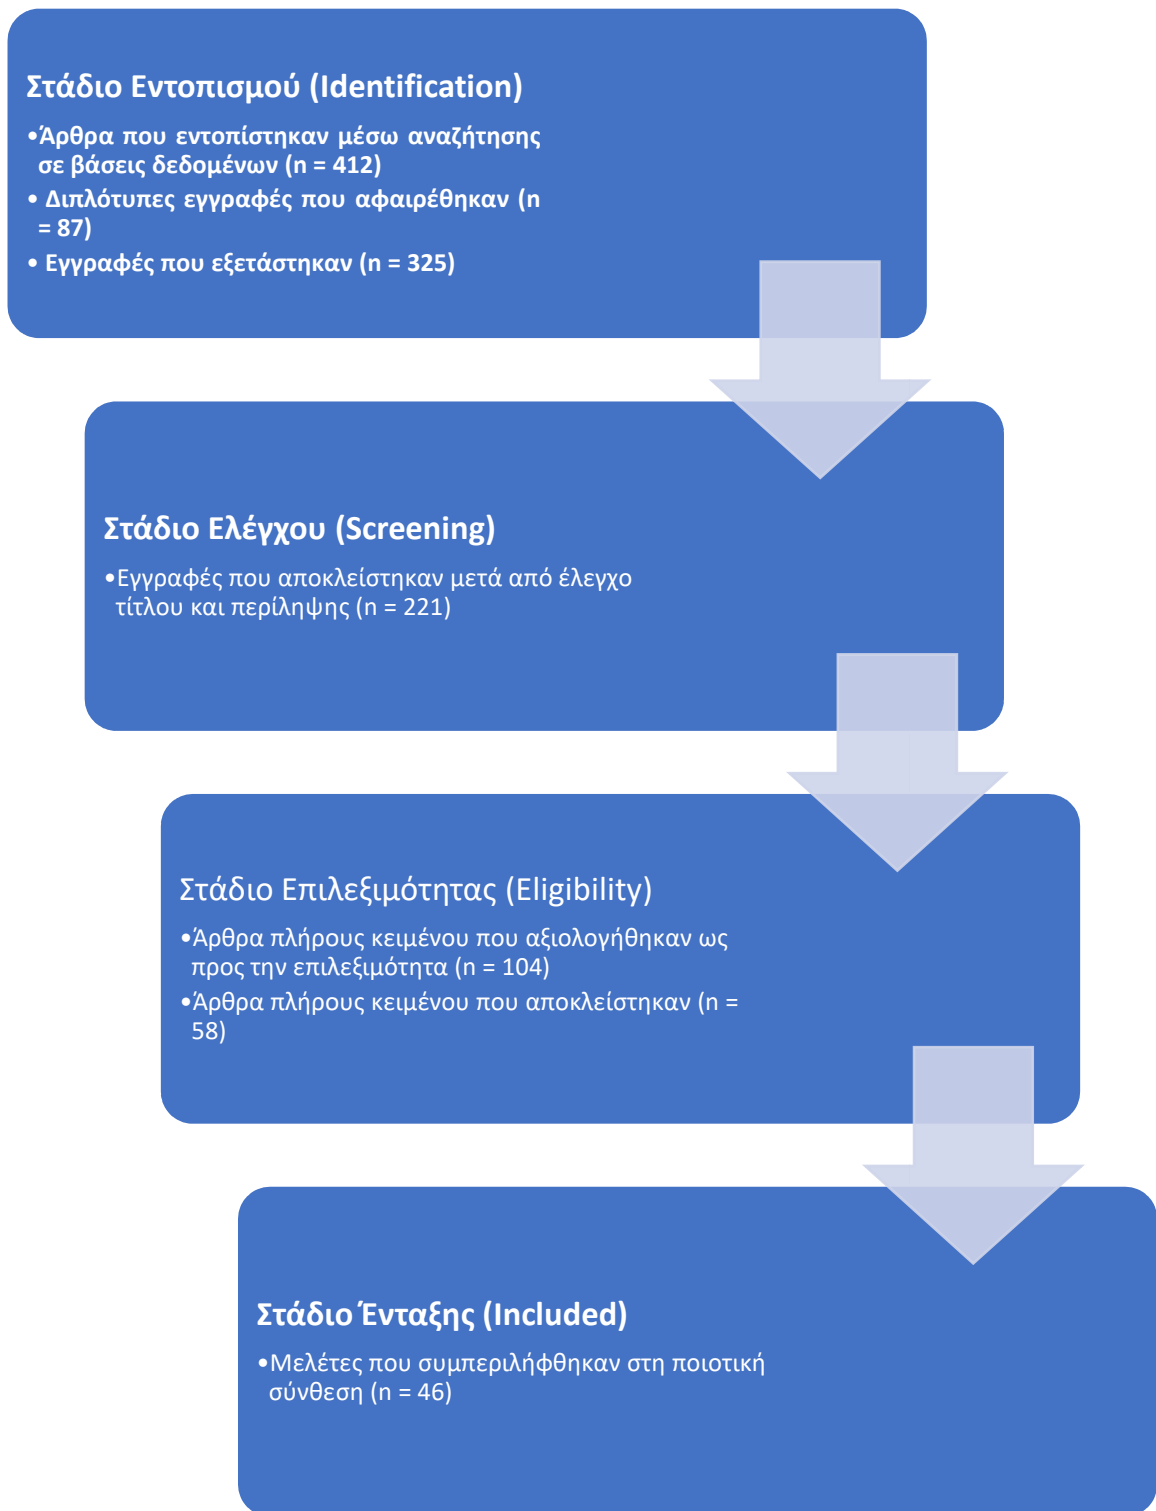 Στάδιο Εντοπισμού (Identification)
•Άρθρα που εντοπίστηκαν μέσω αναζήτησης
σε βάσεις δεδομένων (n = 412)
• Διπλότυπες εγγραφές που αφαιρέθηκαν (n
= 87)
• Εγγραφές που εξετάστηκαν (n = 325)
Στάδιο Ελέγχου (Screening)
•Εγγραφές που αποκλείστηκαν μετά από έλεγχο
τίτλου και περίληψης (n = 221)
Στάδιο Επιλεξιμότητας (Eligibility)
•Άρθρα πλήρους κειμένου που αξιολογήθηκαν ως
προς την επιλεξιμότητα (n = 104)
•Άρθρα πλήρους κειμένου που αποκλείστηκαν (n =
58)
Στάδιο Ένταξης (Included)
•Μελέτες που συμπεριλήφθηκαν στη ποιοτική
σύνθεση (n = 46)